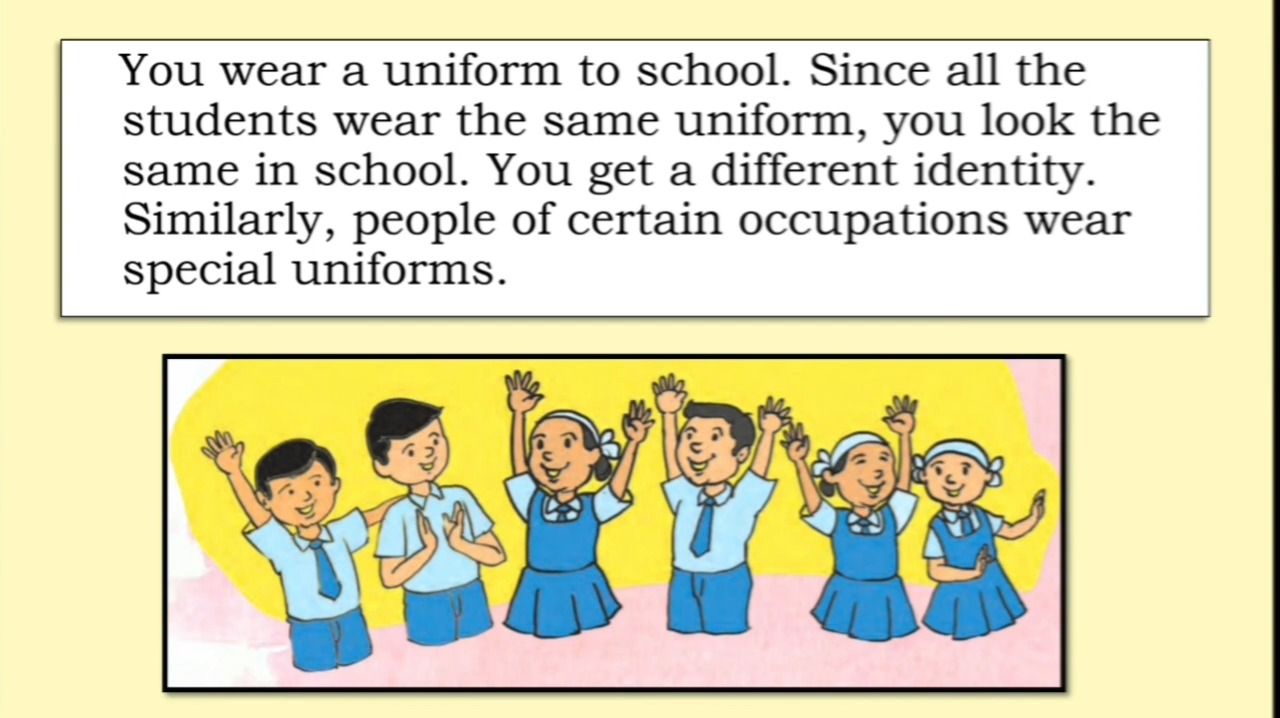 You wear a uniform to school. Since all the
students wear the same uniform, you look the
same in school. You get a different identity.
Similarly, people of certain occupations wear
special uniforms.